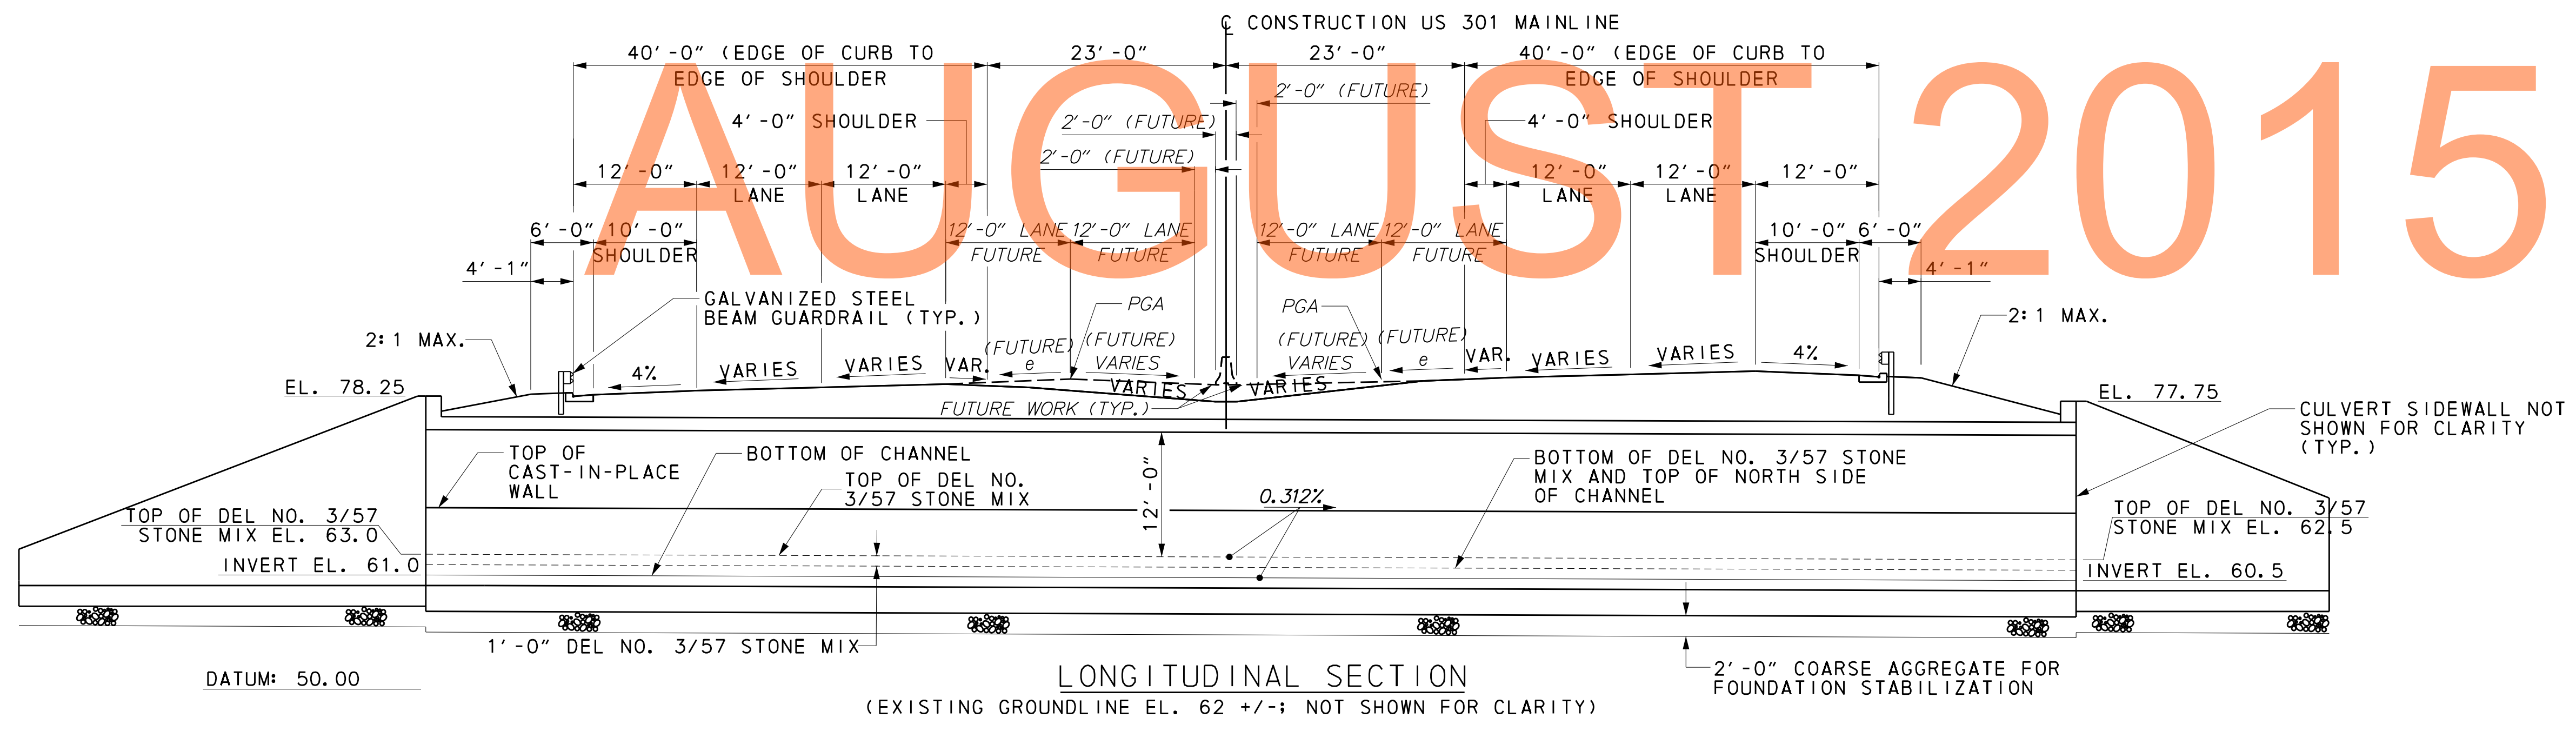 ℄ CONSTRUCTION US 301 MAINLINE
40'-0" (EDGE OF CURB TO
EDGE OF SHOULDER
23'-0"
23'-0"
40'-0" (EDGE OF CURB TO
EDGE OF SHOULDER
AUGUST 2015
2'-0" (FUTURE)
4'-0" SHOULDER
2'-0" (FUTURE)
4'-0" SHOULDER
2'-0" (FUTURE)
12'-0"
12'-0"
LANE
12'-0"
LANE
12'-0"
LANE
12'-0"
LANE
12'-0"
6'-0"
10'-0"
SHOULDER
12'-0" LANE
FUTURE
12'-0" LANE
FUTURE
12'-0" LANE
FUTURE
12'-0" LANE
FUTURE
10'-0"
SHOULDER
6'-0"
4'-1"
4'-1"
GALVANIZED STEEL
BEAM GUARDRAIL (TYP.)
PGA
PGA
2:1 MAX.
2:1 MAX.
4%
VARIES
VARIES
VAR.
(FUTURE)
e
(FUTURE)
VARIES
(FUTURE)
VARIES
(FUTURE)
e
VAR.
VARIES
VARIES
4%
VARIES
VARIES
FUTURE WORK (TYP.)
EL. 78.25
EL. 77.75
CULVERT SIDEWALL NOT
SHOWN FOR CLARITY
(TYP.)
TOP OF
CAST-IN-PLACE
WALL
BOTTOM OF CHANNEL
TOP OF DEL NO.
3/57 STONE MIX
12'-0"
0.312%
BOTTOM OF DEL NO. 3/57 STONE
MIX AND TOP OF NORTH SIDE
OF CHANNEL
TOP OF DEL NO. 3/57
STONE MIX EL. 63.0
TOP OF DEL NO. 3/57
STONE MIX EL. 62.5
INVERT EL. 61.0
INVERT EL. 60.5
1'-0" DEL NO. 3/57 STONE MIX
2'-0" COARSE AGGREGATE FOR
FOUNDATION STABILIZATION
DATUM: 50.00
LONGITUDINAL SECTION
(EXISTING GROUNDLINE EL. 62 +/-; NOT SHOWN FOR CLARITY)